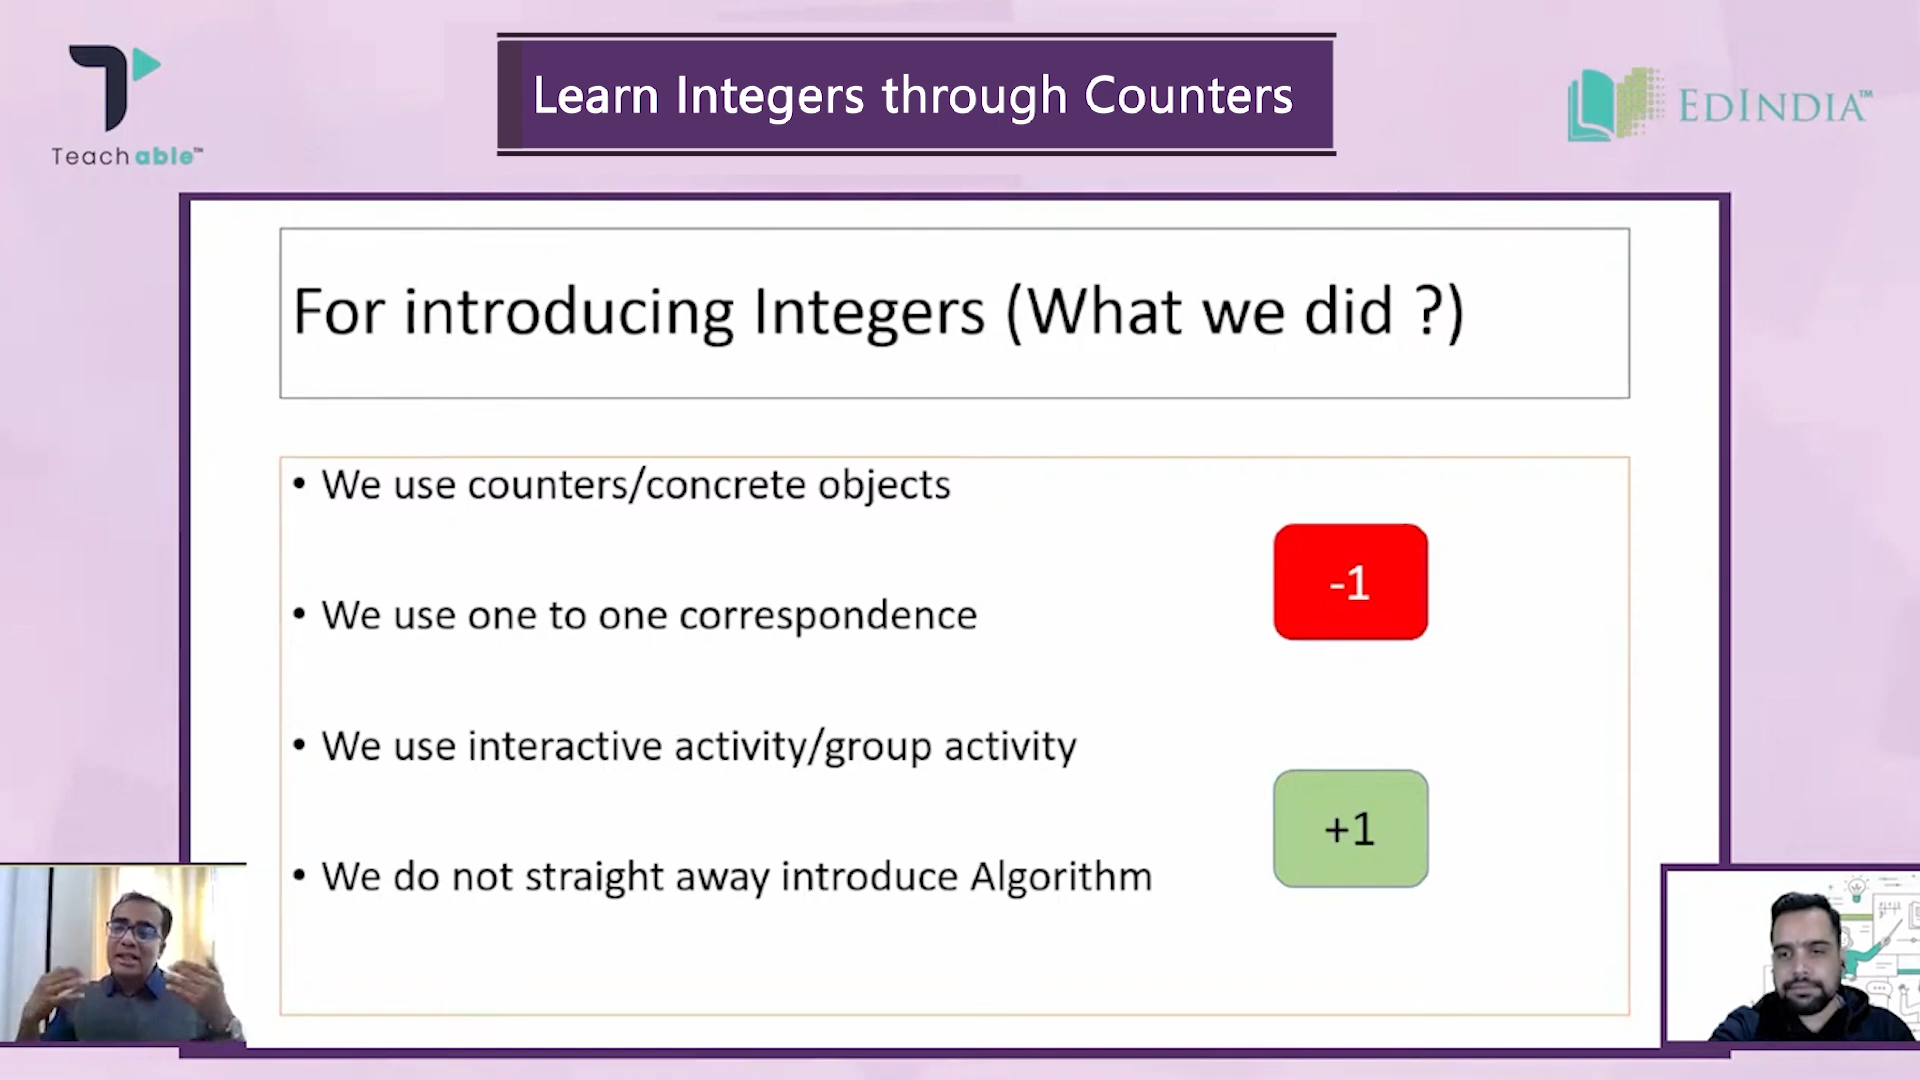 Learn Integers through Counters
Teachable™
EDINDIA™
For introducing Integers (What we did ?)
• We use counters/concrete objects
-1
• We use one to one correspondence
• We use interactive activity/group activity
+1
• We do not straight away introduce Algorithm